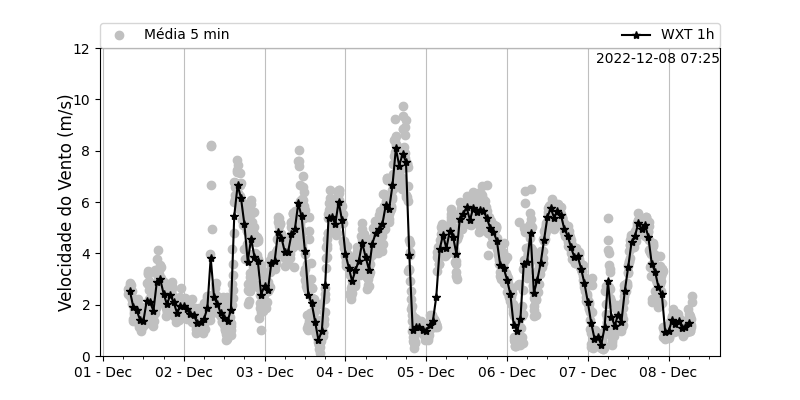 Média 5 min
WXT 1h
2022-12-08 07:25
Velocidade do Vento (m/s)
12
10
8
6
4
2
0
01 - Dec
02 - Dec
03 - Dec
04 - Dec
05 - Dec
06 - Dec
07 - Dec
08 - Dec